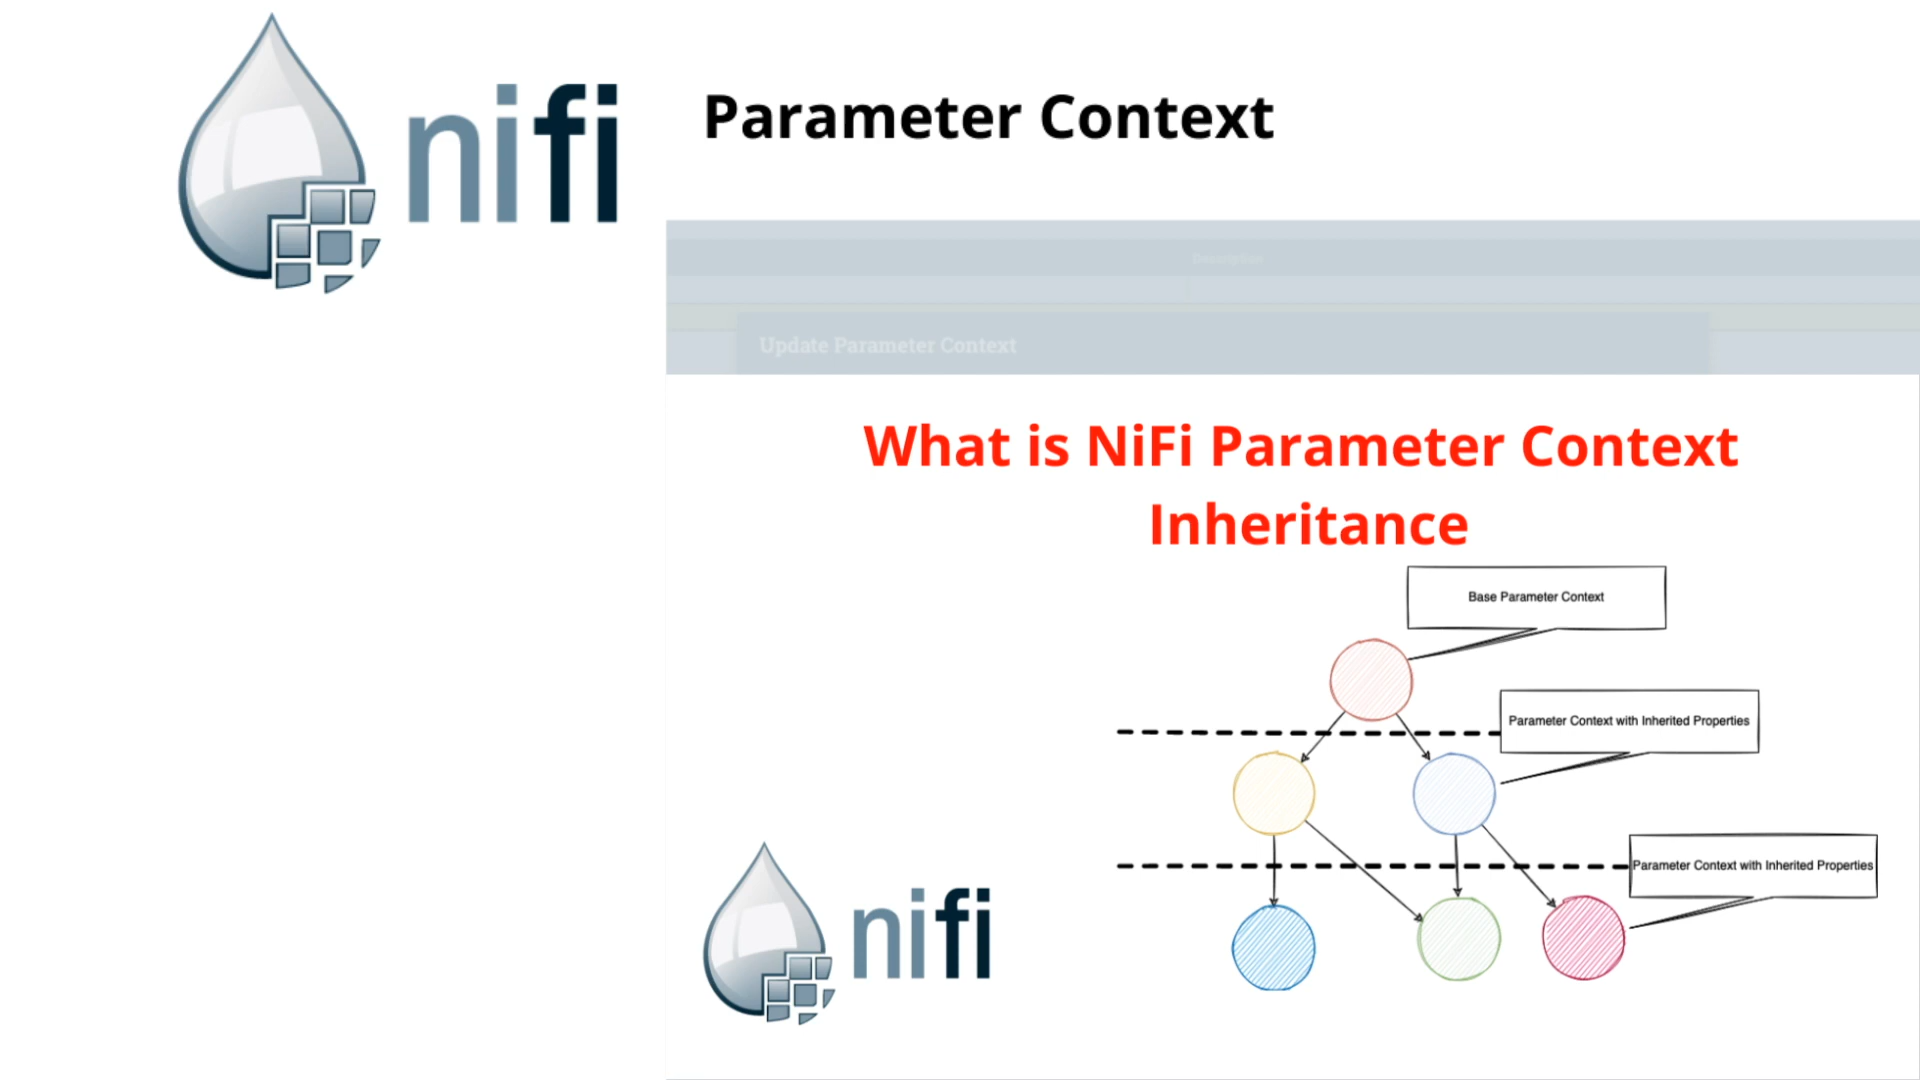 nifi
Parameter Context
Description
Update Parameter Context
What is NiFi Parameter Context
Inheritance
Base Parameter Context
Parameter Context with Inherited Properties
Parameter Context with Inherited Properties
nifi